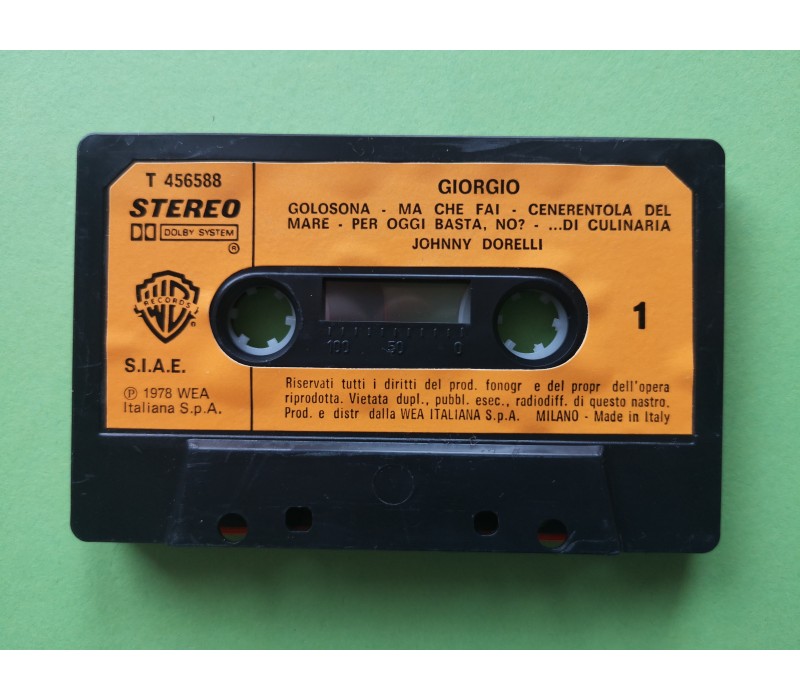 T 456588
STEREO
DOLBY SYSTEM
®
GIORGIO
GOLOSONA - MA CHE FAI - CENERENTOLA DEL
MARE - PER OGGI BASTA, NO? - ...DI CULINARIA
JOHNNY DORELLI
RECORDS
®
S.I.A.E.
℗ 1978 WEA
Italiana S.p.A.
100 50 0
1
Riservati tutti i diritti del prod. fonogr e del propr dell'opera
riprodotta. Vietata dupl., pubbl. esec., radiodiff. di questo nastro.
Prod. e distr dalla WEA ITALIANA S.p.A. MILANO - Made in Italy